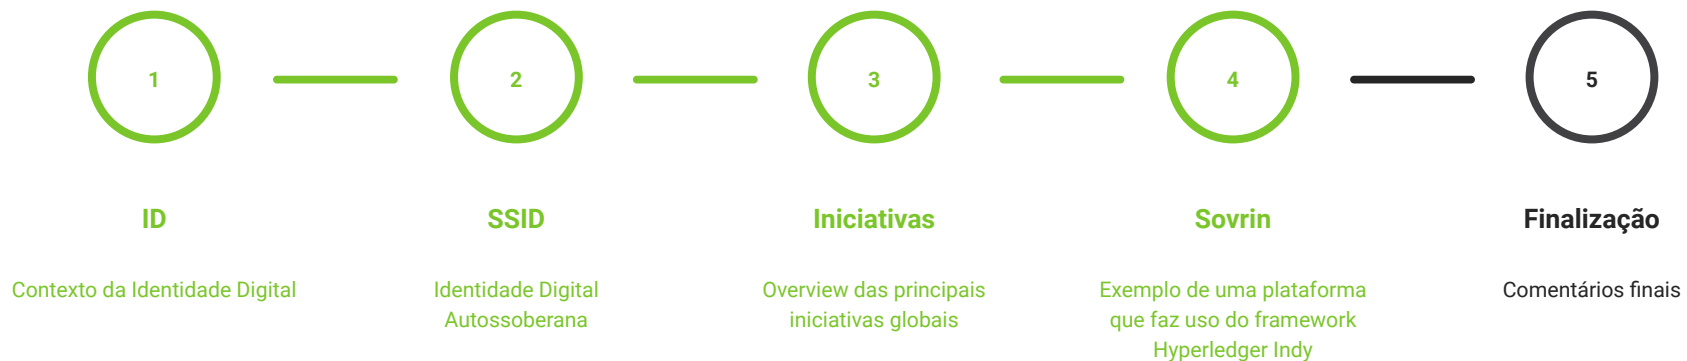 1
2
3
4
5
ID
SSID
Iniciativas
Sovrin
Finalização
Contexto da Identidade Digital
Identidade Digital
Autossoberana
Overview das principais
iniciativas globais
Exemplo de uma plataforma
que faz uso do framework
Hyperledger Indy
Comentários finais